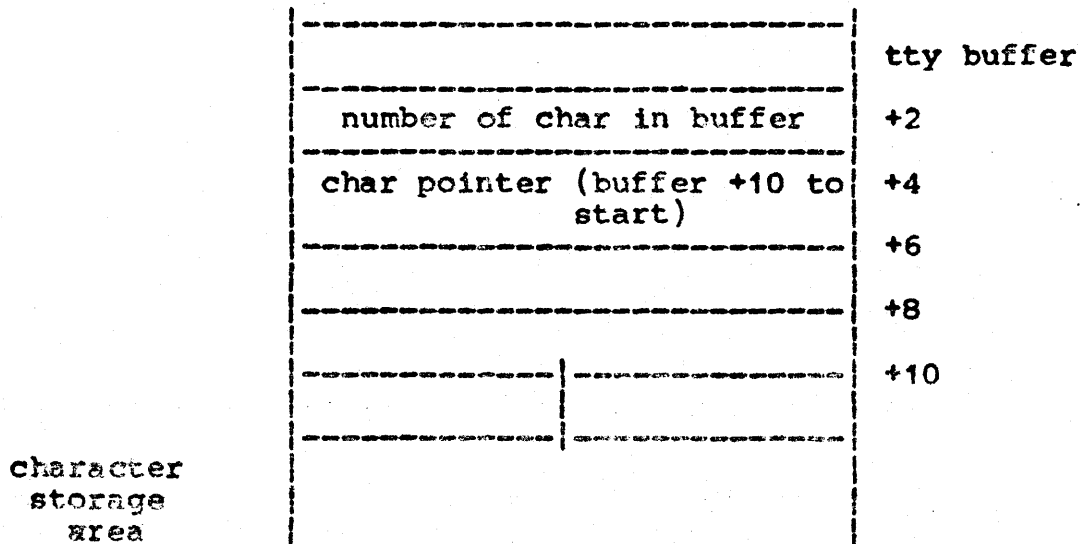 tty buffer
number of char in buffer +2
char pointer (buffer +10 to +4
start)
+6
+8
+10
character
storage
area